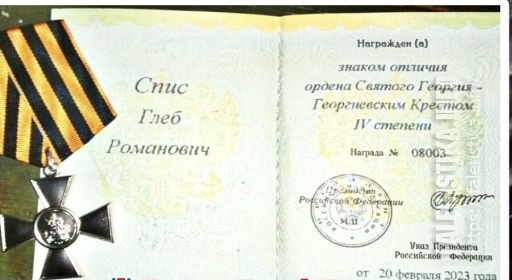 Спис
Глеб
Романович
Награжден (а)
знаком отличия
ордена Святого Георгия -
Георгиевским Крестом
IV степени
Награда № 08003
Президент
Российской Федерации
М.П
Указ Президента
Российской Федерации
от 20 февраля 2023 года